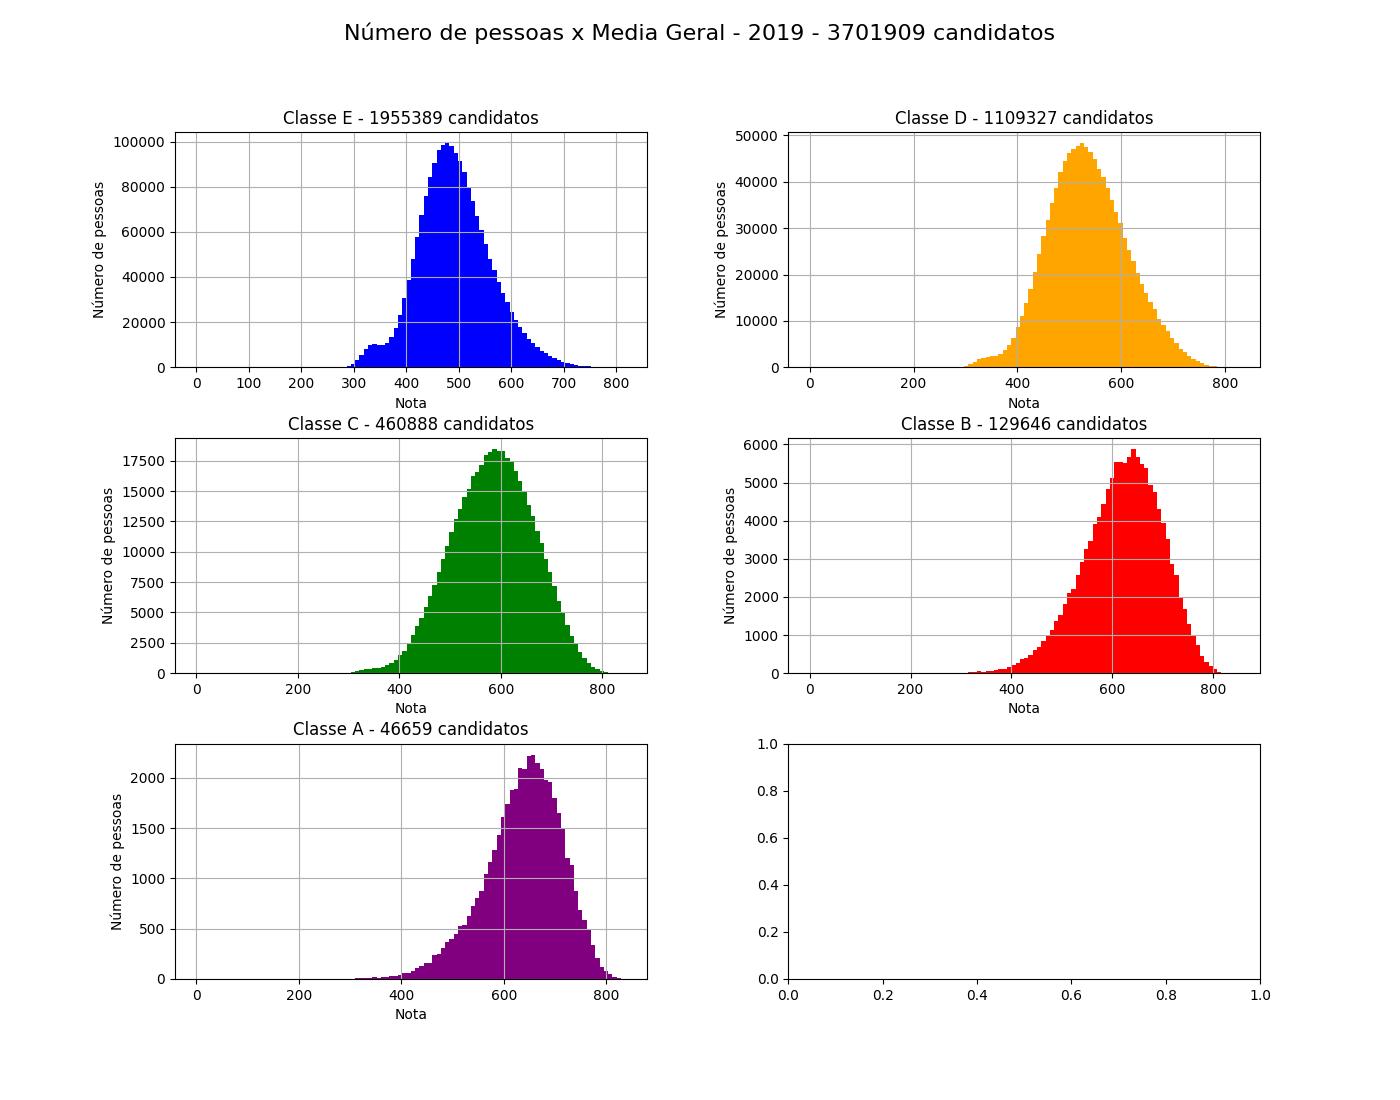 Número de pessoas x Media Geral - 2019 - 3701909 candidatos
Classe E - 1955389 candidatos
Número de pessoas
100000
80000
60000
40000
20000
0
0 100 200 300 400 500 600 700 800
Nota
Classe D - 1109327 candidatos
Número de pessoas
50000
40000
30000
20000
10000
0
0 200 400 600 800
Nota
Classe C - 460888 candidatos
Número de pessoas
17500
15000
12500
10000
7500
5000
2500
0
0 200 400 600 800
Nota
Classe B - 129646 candidatos
Número de pessoas
6000
5000
4000
3000
2000
1000
0
0 200 400 600 800
Nota
Classe A - 46659 candidatos
Número de pessoas
2000
1500
1000
500
0
0 200 400 600 800
Nota
1.0
0.8
0.6
0.4
0.2
0.0
0.0 0.2 0.4 0.6 0.8 1.0